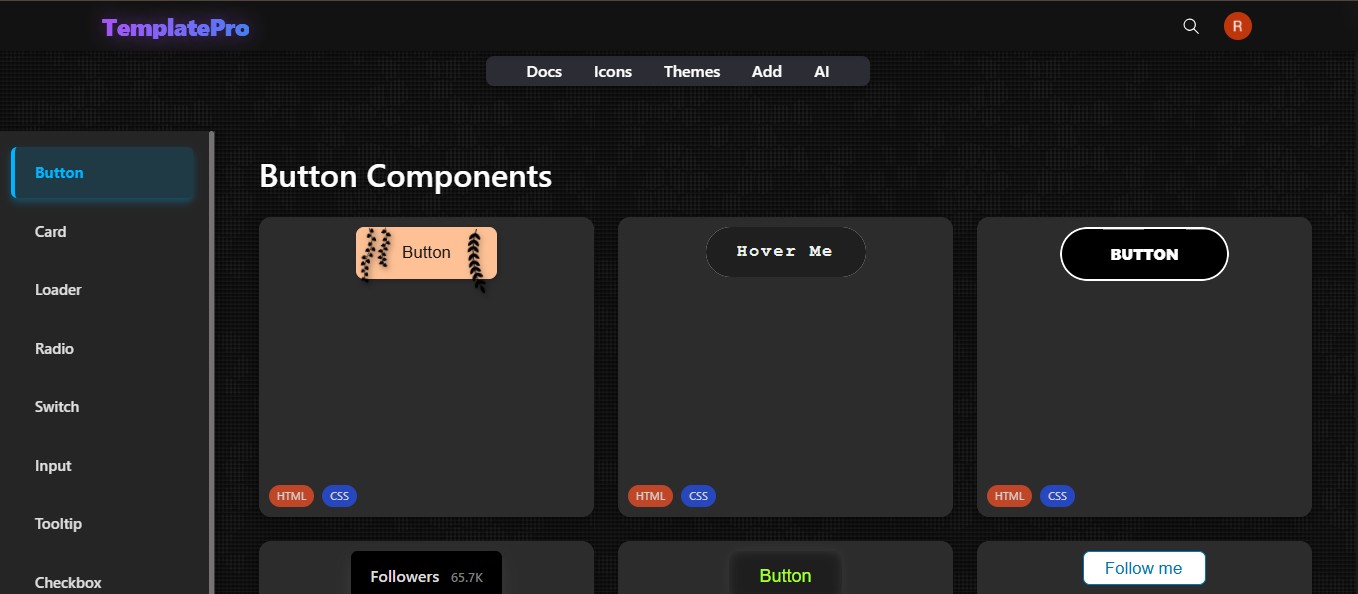 TemplatePro
R
Docs Icons Themes Add AI
Button
Card
Loader
Radio
Switch
Input
Tooltip
Checkbox
Button Components
Button
Hover Me
BUTTON
HTML CSS
HTML CSS
HTML CSS
Followers 65.7K
Button
Follow me